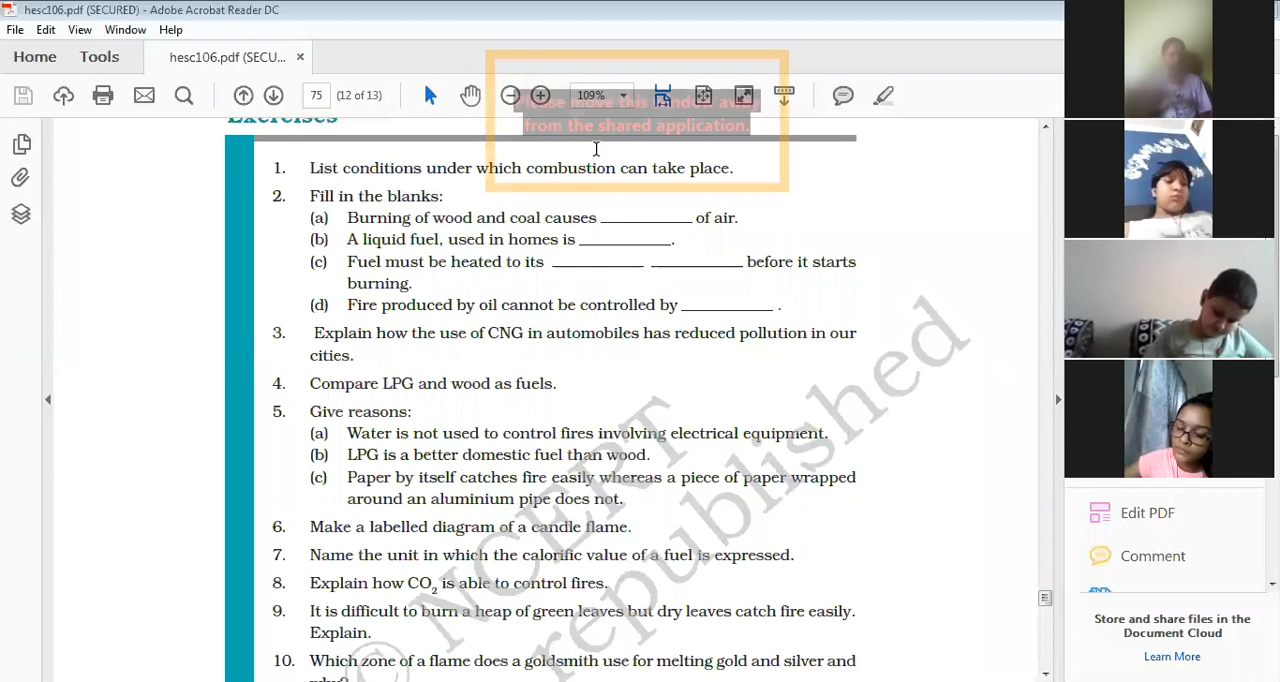 hesc106.pdf (SECURED) - Adobe Acrobat Reader DC
File Edit View Window Help
Home Tools hesc106.pdf (SECU... ×
75 (12 of 13) 109%
Please move this window away
from the shared application.
Exercises
1. List conditions under which combustion can take place.
2. Fill in the blanks:
(a) Burning of wood and coal causes ___________ of air.
(b) A liquid fuel, used in homes is ___________.
(c) Fuel must be heated to its ___________ ___________ before it starts
burning.
(d) Fire produced by oil cannot be controlled by ___________ .
3. Explain how the use of CNG in automobiles has reduced pollution in our
cities.
4. Compare LPG and wood as fuels.
5. Give reasons:
(a) Water is not used to control fires involving electrical equipment.
(b) LPG is a better domestic fuel than wood.
(c) Paper by itself catches fire easily whereas a piece of paper wrapped
around an aluminium pipe does not.
6. Make a labelled diagram of a candle flame.
7. Name the unit in which the calorific value of a fuel is expressed.
8. Explain how CO2 is able to control fires.
9. It is difficult to burn a heap of green leaves but dry leaves catch fire easily.
Explain.
10. Which zone of a flame does a goldsmith use for melting gold and silver and
why?
© NCERT
republished
Edit PDF
Comment
Store and share files in the
Document Cloud
Learn More